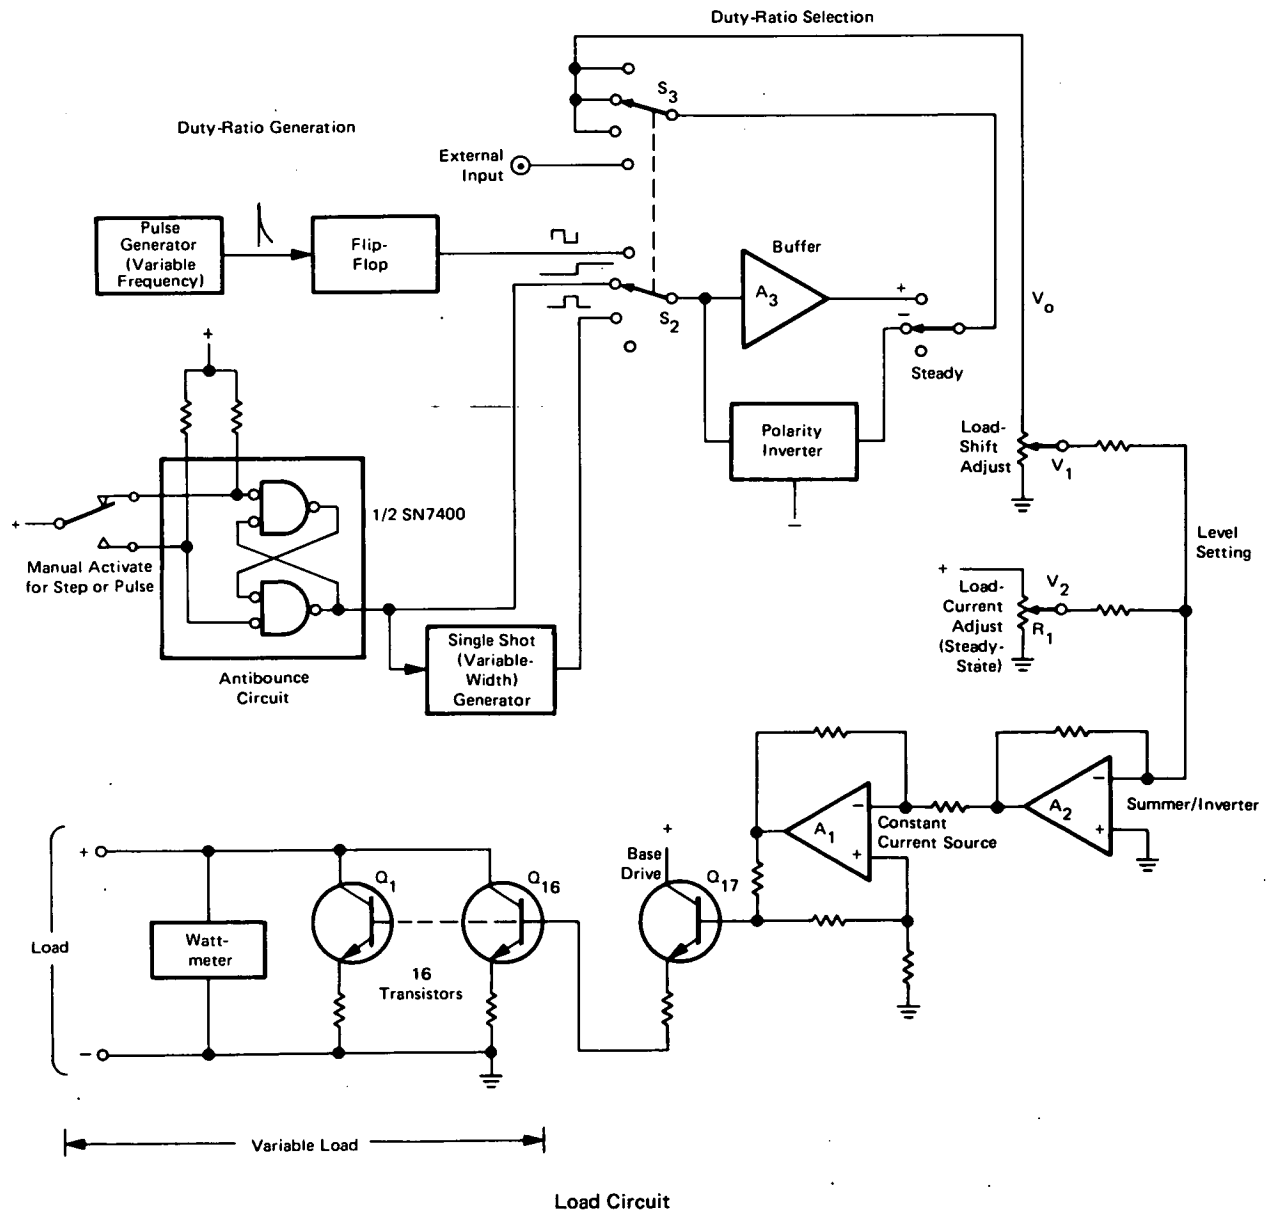 Duty-Ratio Selection
Duty-Ratio Generation
S3
External
Input
Pulse
Generator
(Variable
Frequency)
Flip-
Flop
Buffer
A3
+
−
S2
Steady
Vo
+
Polarity
Inverter
−
Load-
Shift
Adjust
V1
+
1/2 SN7400
Manual Activate
for Step or Pulse
Level
Setting
+
V2
Load-
Current
Adjust
(Steady-
State)
R1
Single Shot
(Variable-
Width)
Generator
Antibounce
Circuit
−
A2
+
Summer/Inverter
−
A1
+
Constant
Current Source
+
Base
Drive
Q17
+
Q1
Q16
Load
Watt-
meter
16
Transistors
−
Variable Load
Load Circuit